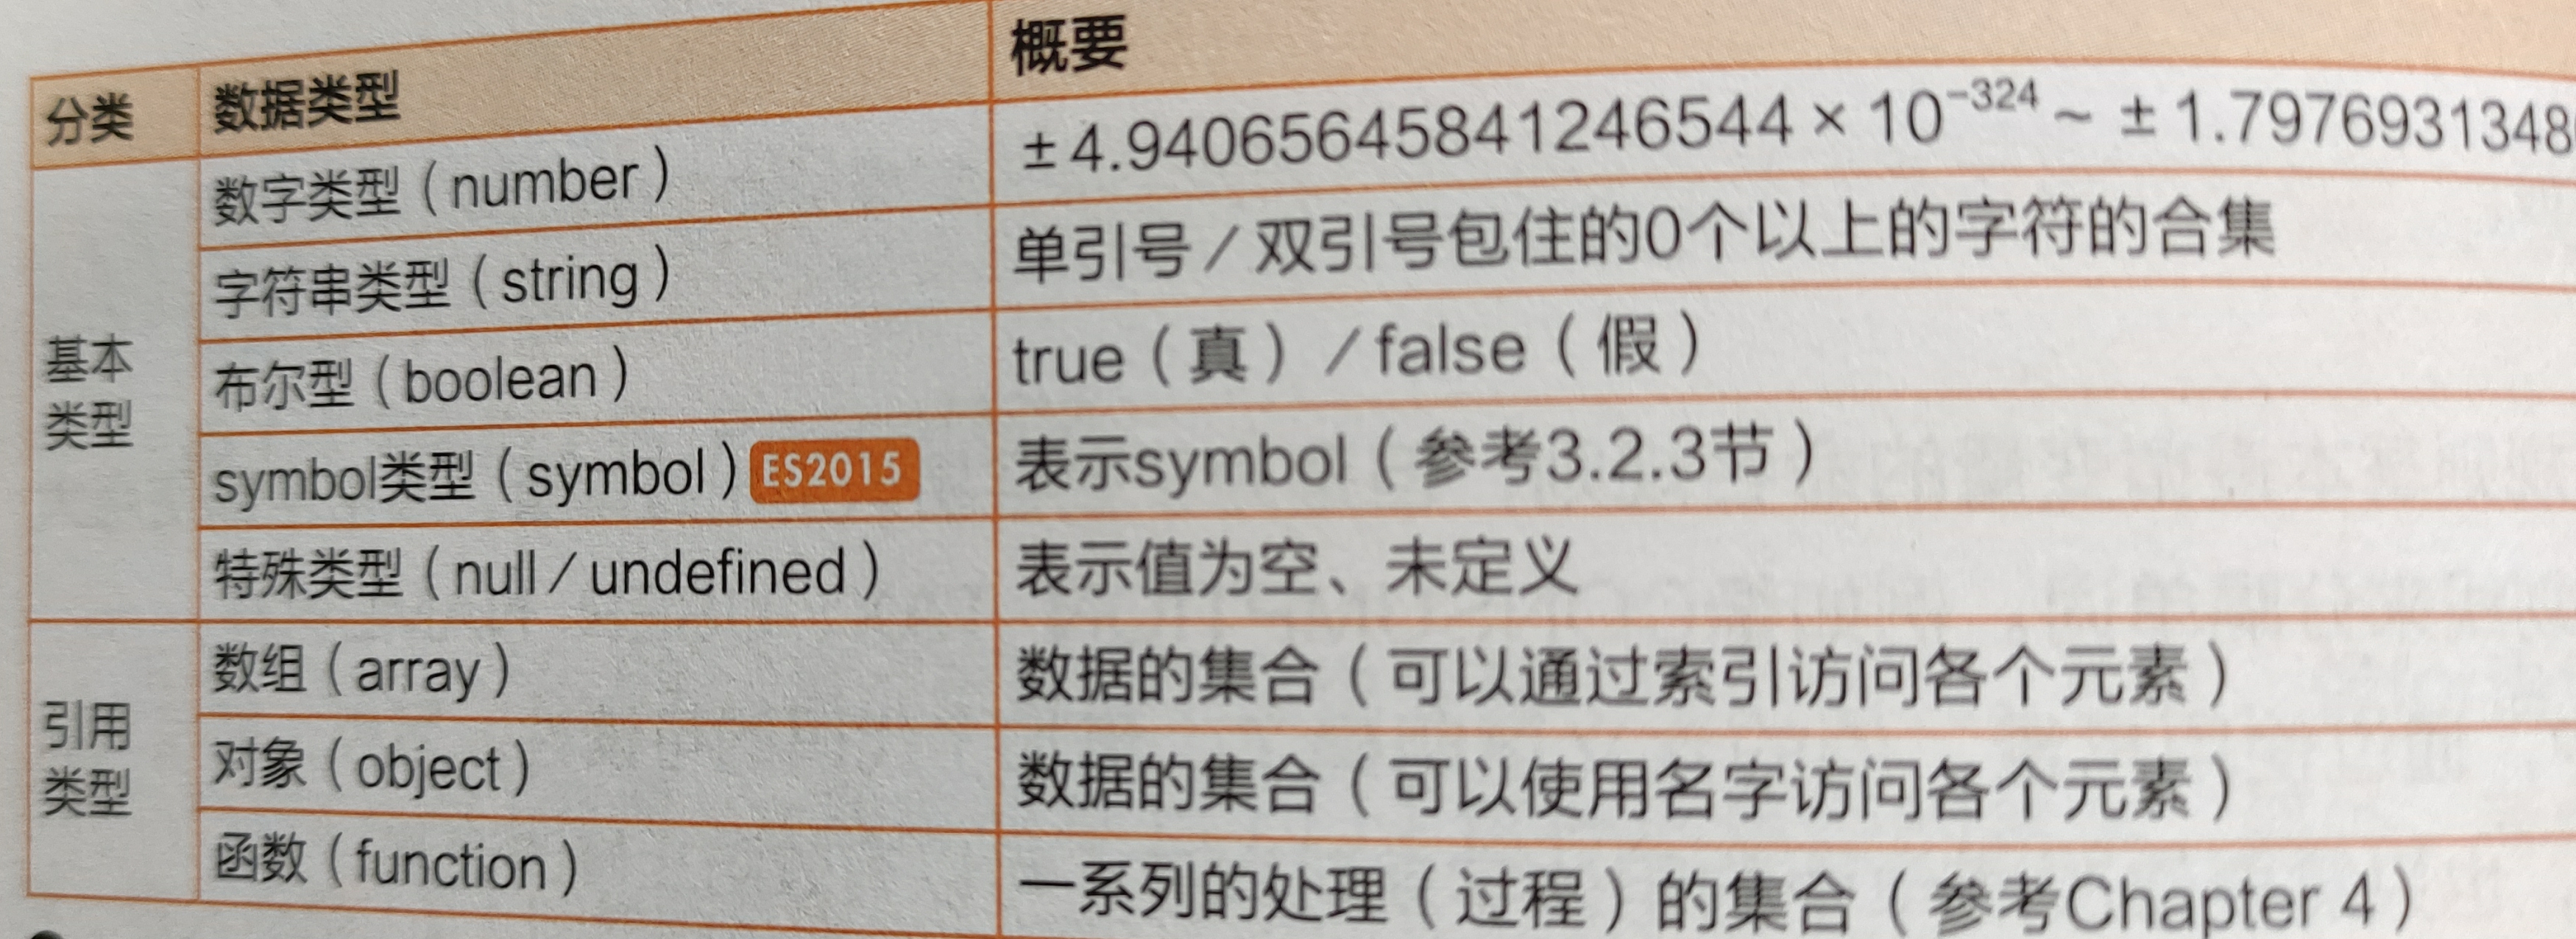 分类 数据类型 概要
基本类型 数字类型（number） ±4.94065645841246544×10⁻³²⁴～±1.797693134
字符串类型（string） 单引号／双引号包住的0个以上的字符的合集
布尔型（boolean） true（真）／false（假）
symbol类型（symbol） ES2015 表示symbol（参考3.2.3节）
特殊类型（null／undefined） 表示值为空、未定义
引用类型 数组（array） 数据的集合（可以通过索引访问各个元素）
对象（object） 数据的集合（可以使用名字访问各个元素）
函数（function） 一系列的处理（过程）的集合（参考Chapter 4）